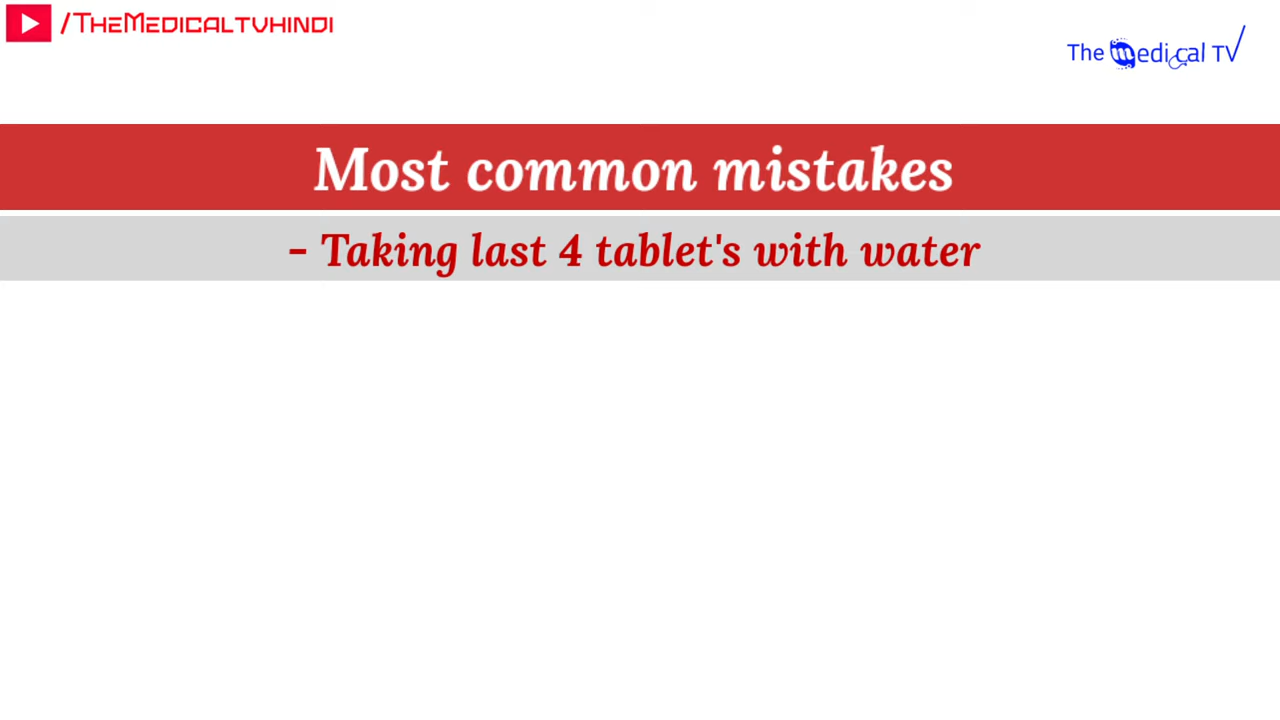 /TheMedicaltvhindi
The Medical TV
Most common mistakes
- Taking last 4 tablet's with water